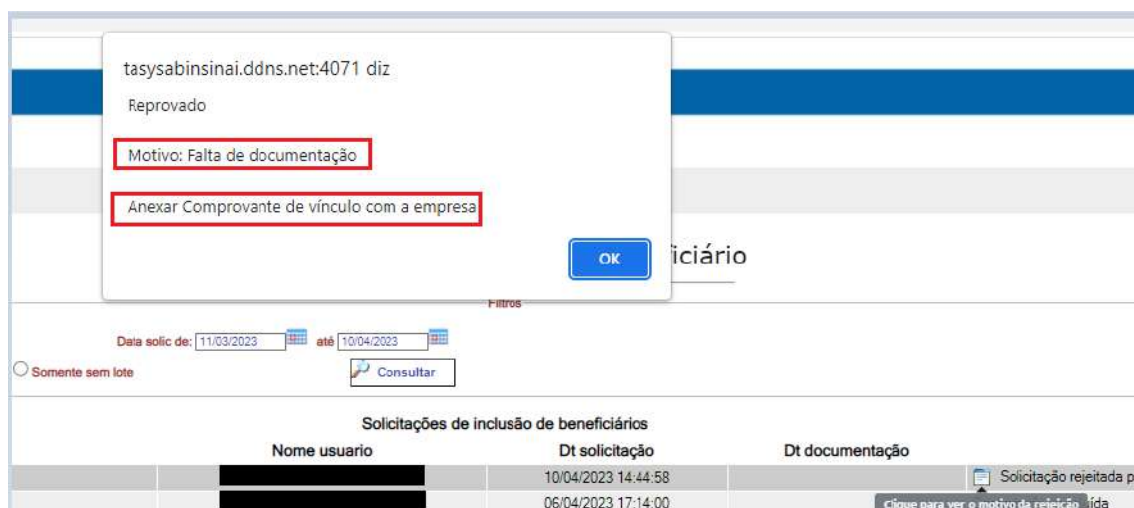 tasysabinsinai.ddns.net:4071 diz
Reprovado
Motivo: Falta de documentação
Anexar Comprovante de vínculo com a empresa
OK
iciário
Filtros
Data solic de: 11/03/2023 até 10/04/2023
Somente sem lote Consultar
Solicitações de inclusão de beneficiários
Nome usuario Dt solicitação Dt documentação
10/04/2023 14:44:58 Solicitação rejeitada p
06/04/2023 17:14:00 Clique para ver o motivo da rejeição ída